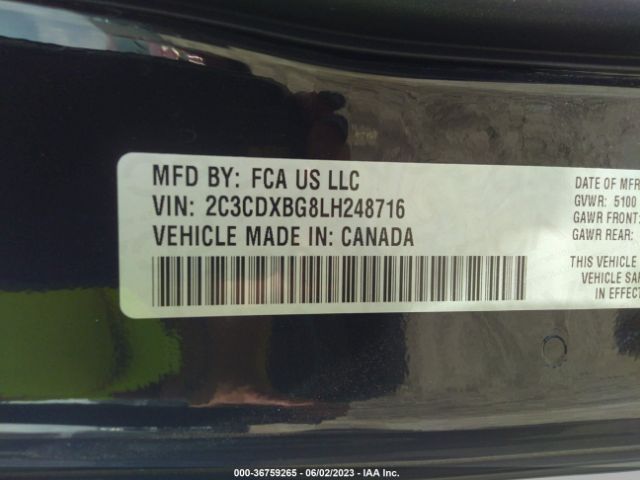 MFD BY: FCA US LLC
VIN: 2C3CDXBG8LH248716
VEHICLE MADE IN: CANADA
DATE OF MFR
GVWR: 5100
GAWR FRONT:
GAWR REAR:
THIS VEHICLE
VEHICLE SA
IN EFFECT
000-36759265 - 06/02/2023 - IAA Inc.